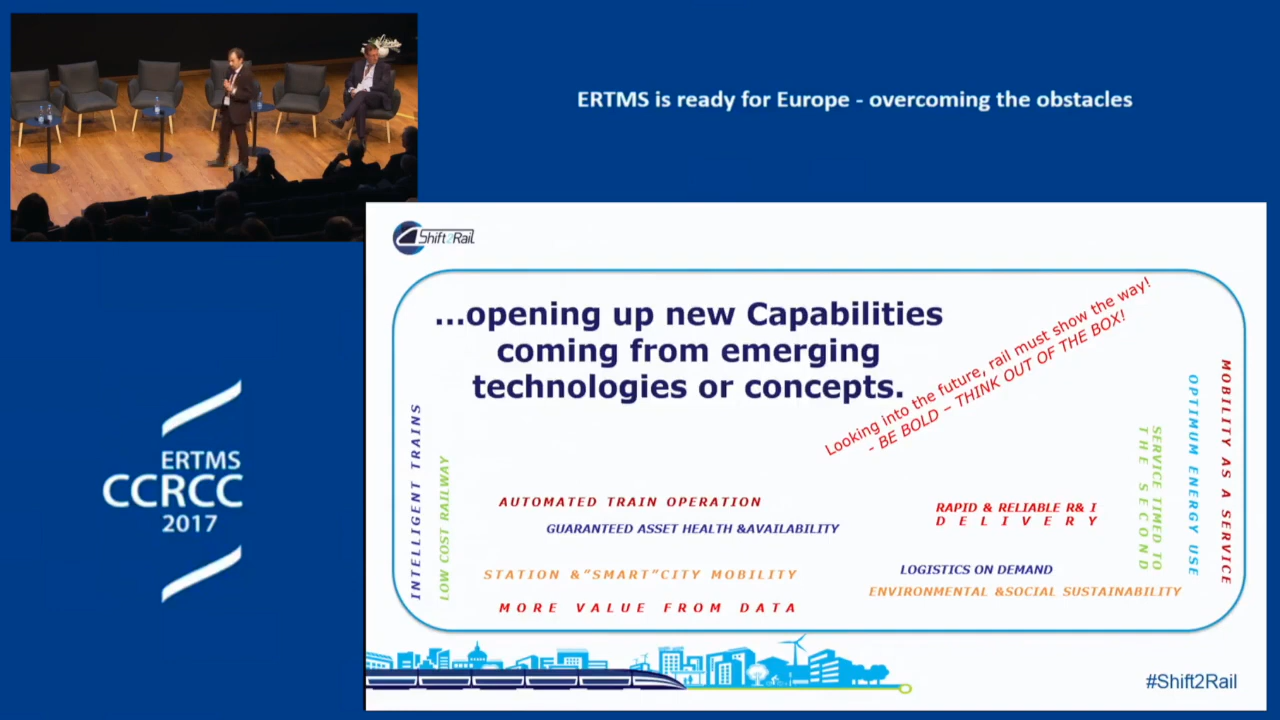 ERTMS is ready for Europe - overcoming the obstacles
Shift2Rail
...opening up new Capabilities
coming from emerging
technologies or concepts.
Looking into the future, rail must show the way!
- BE BOLD – THINK OUT OF THE BOX!
INTELLIGENT TRAINS
LOW COST RAILWAY
AUTOMATED TRAIN OPERATION
GUARANTEED ASSET HEALTH &AVAILABILITY
STATION &"SMART"CITY MOBILITY
MORE VALUE FROM DATA
RAPID & RELIABLE R& I
DELIVERY
LOGISTICS ON DEMAND
ENVIRONMENTAL &SOCIAL SUSTAINABILITY
SERVICE TIMED TO
THE SECOND
OPTIMUM ENERGY USE
MOBILITY AS A SERVICE
ERTMS
CCRCC
2017
#Shift2Rail